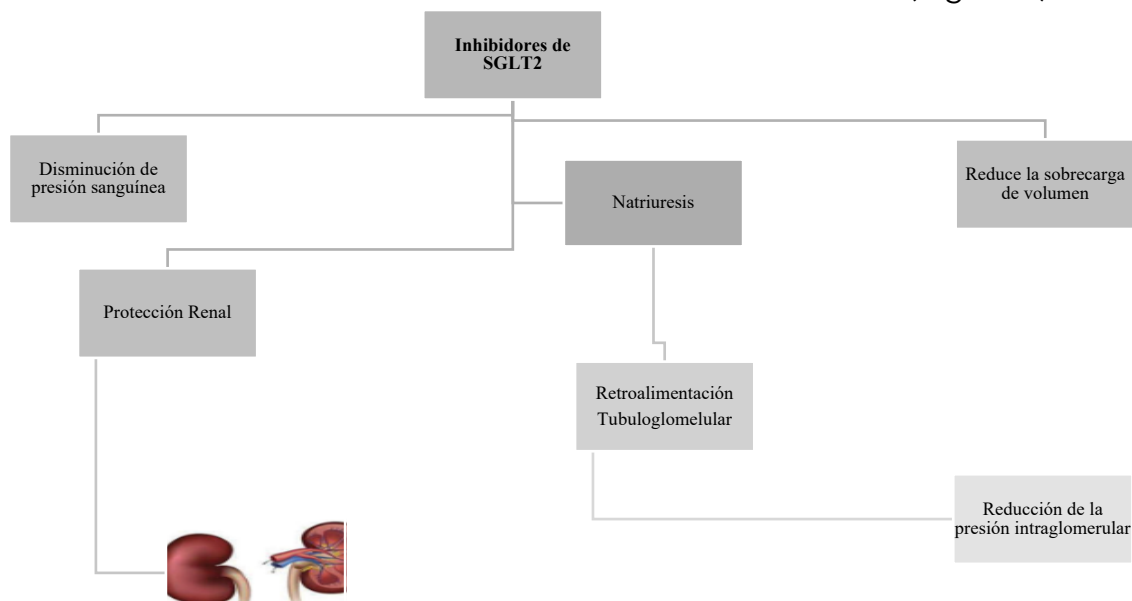 Inhibidores de
SGLT2
Disminución de
presión sanguínea
Reduce la sobrecarga
de volumen
Natriuresis
Protección Renal
Retroalimentación
Tubuloglomelular
Reducción de la
presión intraglomerular